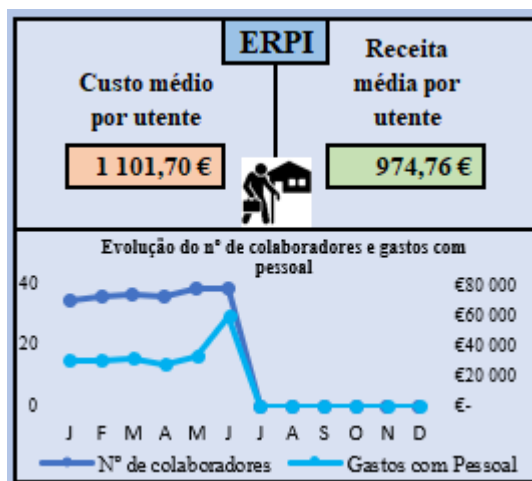 ERPI
Custo médio
por utente
1 101,70 €
Receita
média por
utente
974,76 €
Evolução do nº de colaboradores e gastos com
pessoal
40
20
0
€80 000
€60 000
€40 000
€20 000
€-
J F M A M J J A S O N D
Nº de colaboradores
Gastos com Pessoal